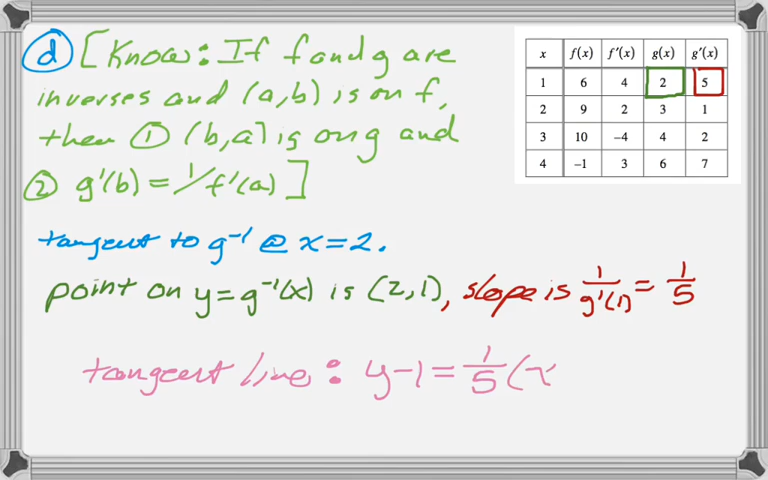 d [Know: If f and g are
inverses and (a,b) is on f,
then ① (b,a) is on g and
② g'(b) = 1/f'(a) ]
x f(x) f'(x) g(x) g'(x)
1 6 4 2 5
2 9 2 3 1
3 10 −4 4 2
4 −1 3 6 7
tangent to g⁻¹ @ x=2.
point on y=g⁻¹(x) is (2,1), slope is 1/g'(1) = 1/5
tangent line: y-1 = 1/5 (x